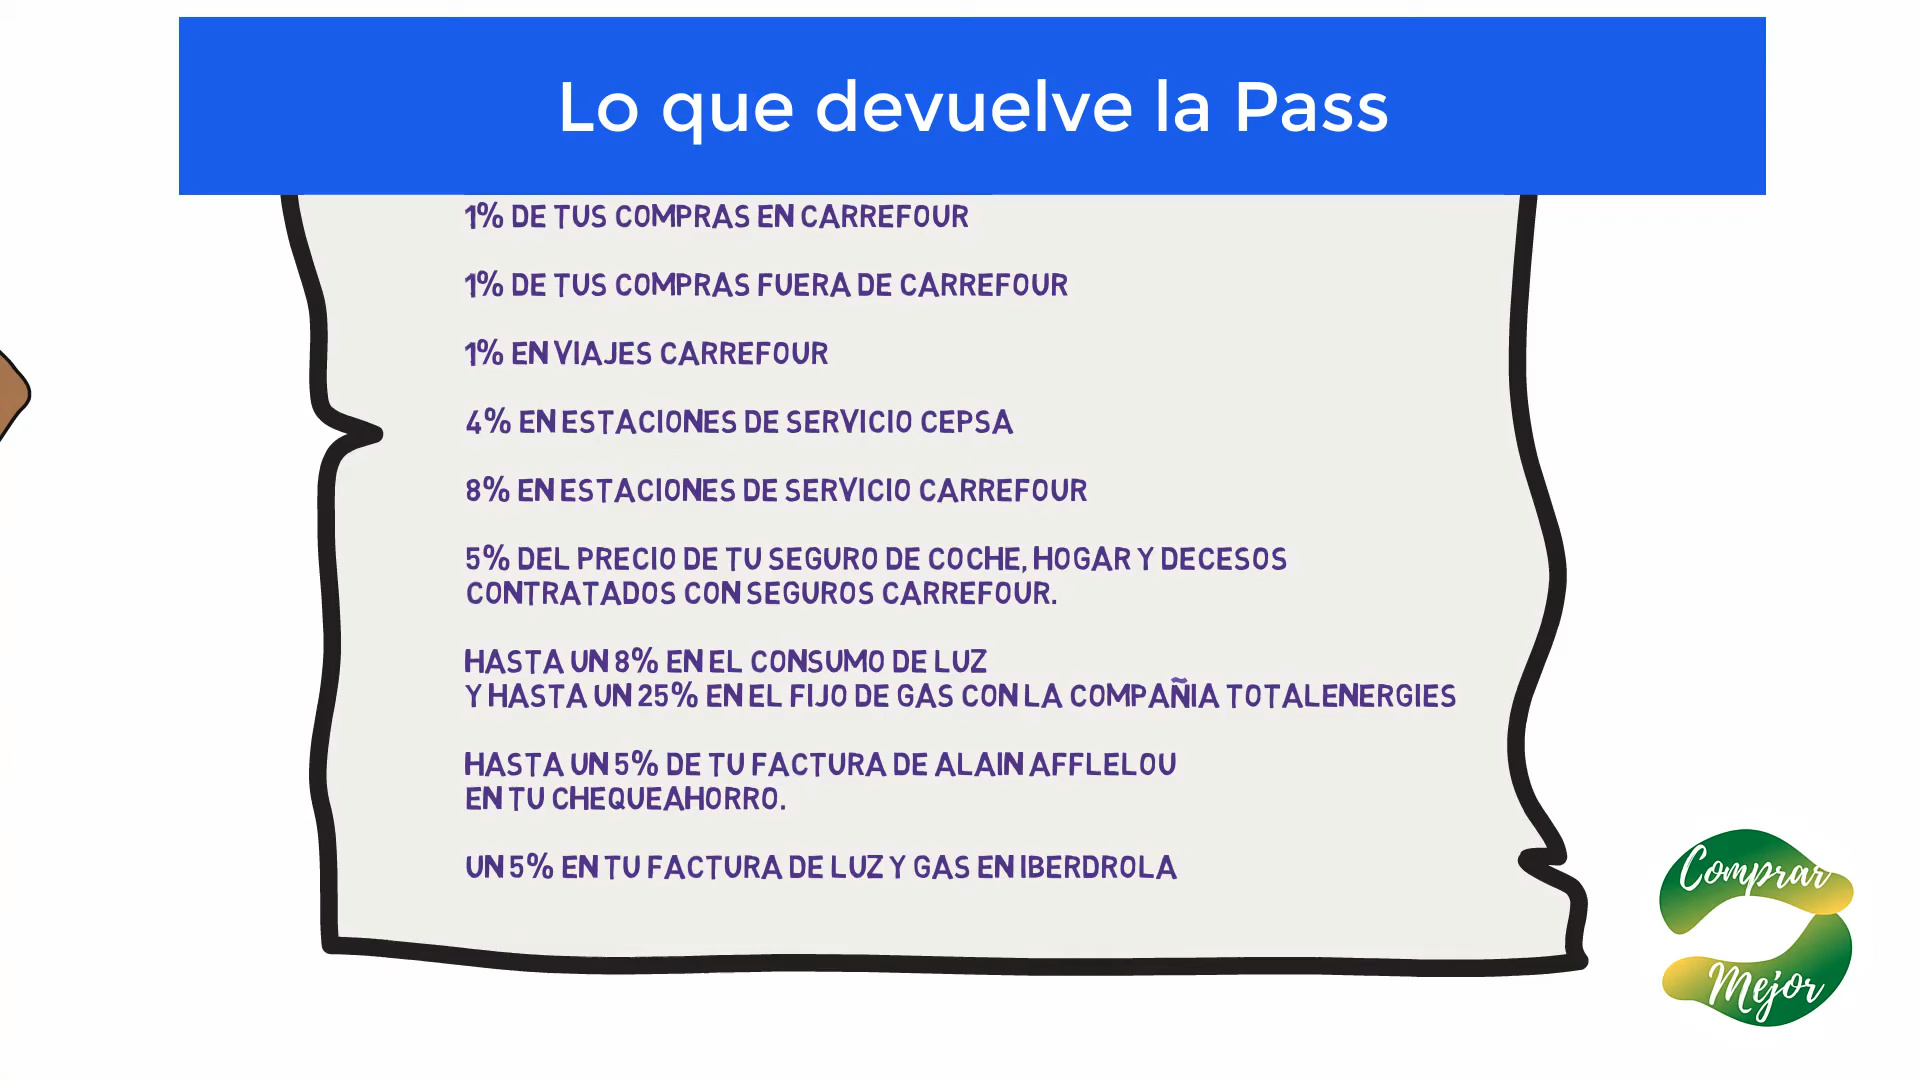 Lo que devuelve la Pass
1% DE TUS COMPRAS EN CARREFOUR
1% DE TUS COMPRAS FUERA DE CARREFOUR
1% EN VIAJES CARREFOUR
4% EN ESTACIONES DE SERVICIO CEPSA
8% EN ESTACIONES DE SERVICIO CARREFOUR
5% DEL PRECIO DE TU SEGURO DE COCHE, HOGAR Y DECESOS
CONTRATADOS CON SEGUROS CARREFOUR.
HASTA UN 8% EN EL CONSUMO DE LUZ
Y HASTA UN 25% EN EL FIJO DE GAS CON LA COMPAÑIA TOTALENERGIES
HASTA UN 5% DE TU FACTURA DE ALAIN AFFLELOU
EN TU CHEQUEAHORRO.
UN 5% EN TU FACTURA DE LUZ Y GAS EN IBERDROLA
Comprar
Mejor